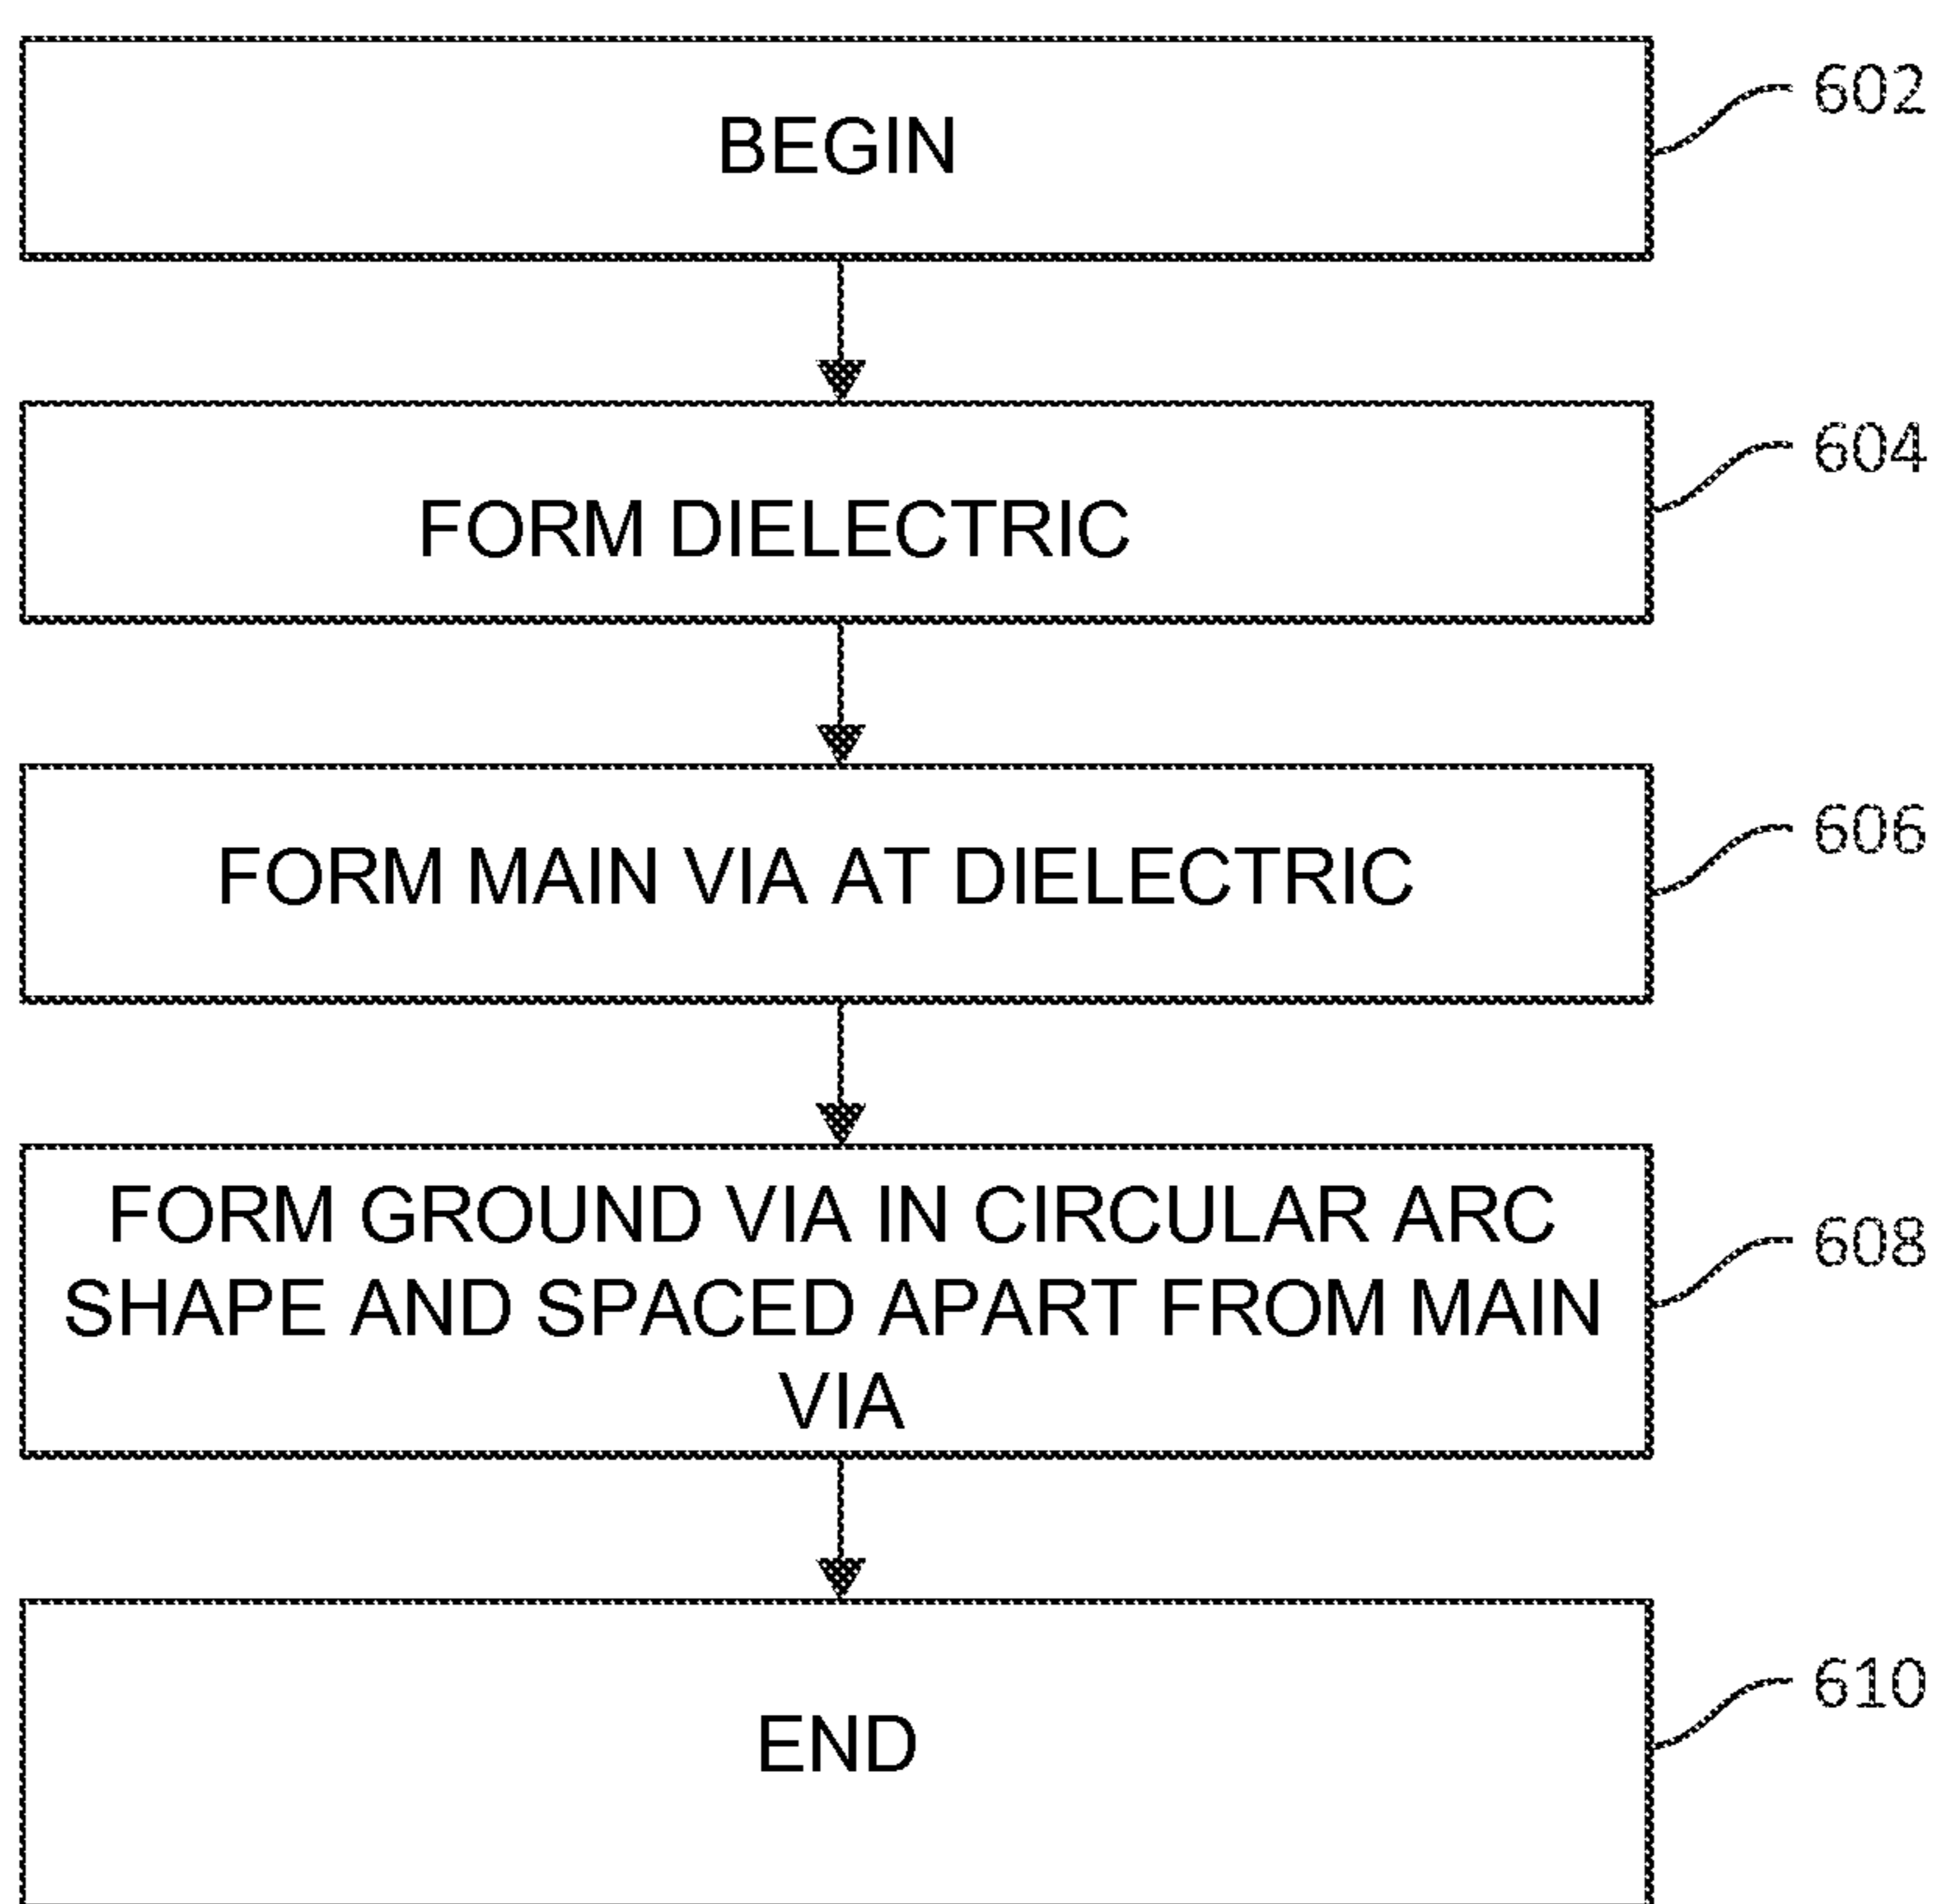 BEGIN
602
FORM DIELECTRIC
604
FORM MAIN VIA AT DIELECTRIC
606
FORM GROUND VIA IN CIRCULAR ARC
SHAPE AND SPACED APART FROM MAIN
VIA
608
END
610